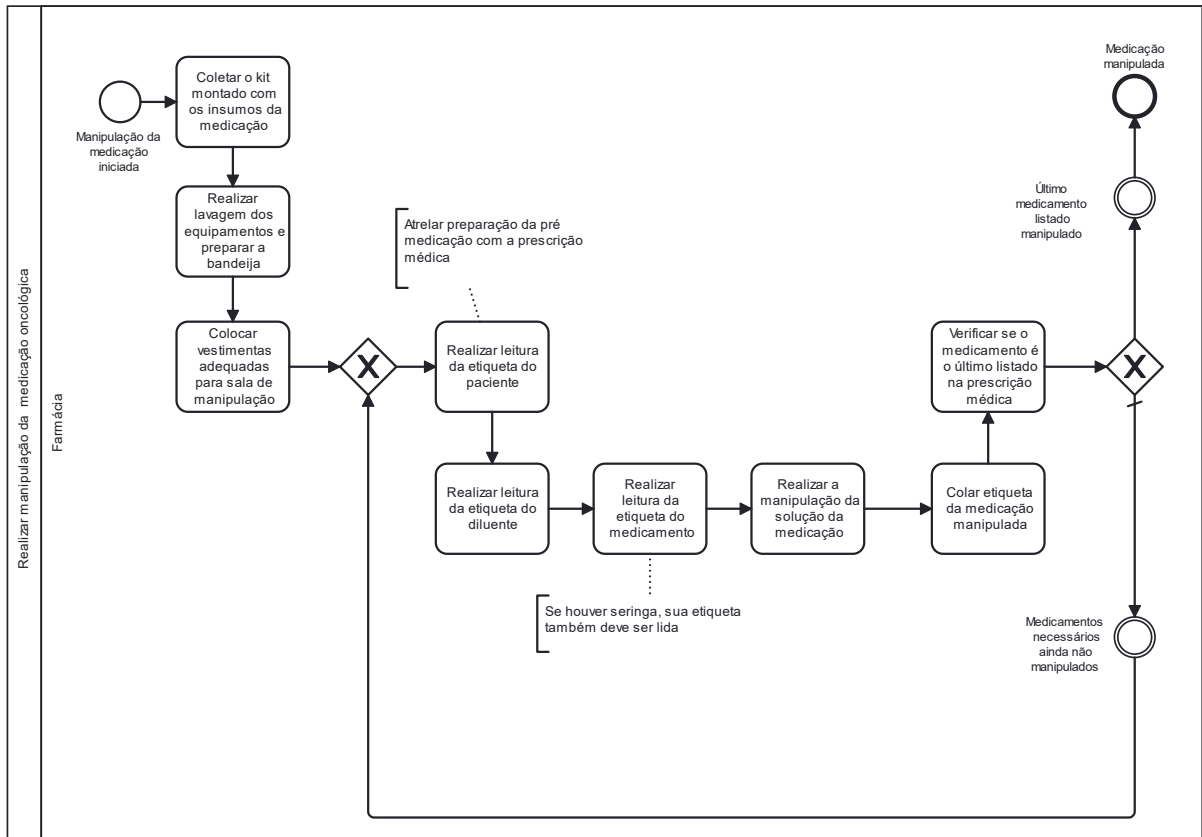 Realizar manipulação da  medicação oncológica
Farmácia
Manipulação da
medicação
iniciada
Coletar o kit
montado com
os insumos da
medicação
Realizar
lavagem dos
equipamentos e
preparar a
bandeija
Colocar
vestimentas
adequadas
para sala de
manipulação
Atrelar preparação da pré
medicação com a prescrição
médica
Realizar leitura
da etiqueta do
paciente
Realizar leitura
da etiqueta do
diluente
Realizar
leitura da
etiqueta do
medicamento
Se houver seringa, sua etiqueta
também deve ser lida
Realizar a
manipulação da
solução da
medicação
Colar etiqueta
da medicação
manipulada
Verificar se o
medicamento é
o último listado
na prescrição
médica
Último
medicamento
listado
manipulado
Medicação
manipulada
Medicamentos
necessários
ainda não
manipulados